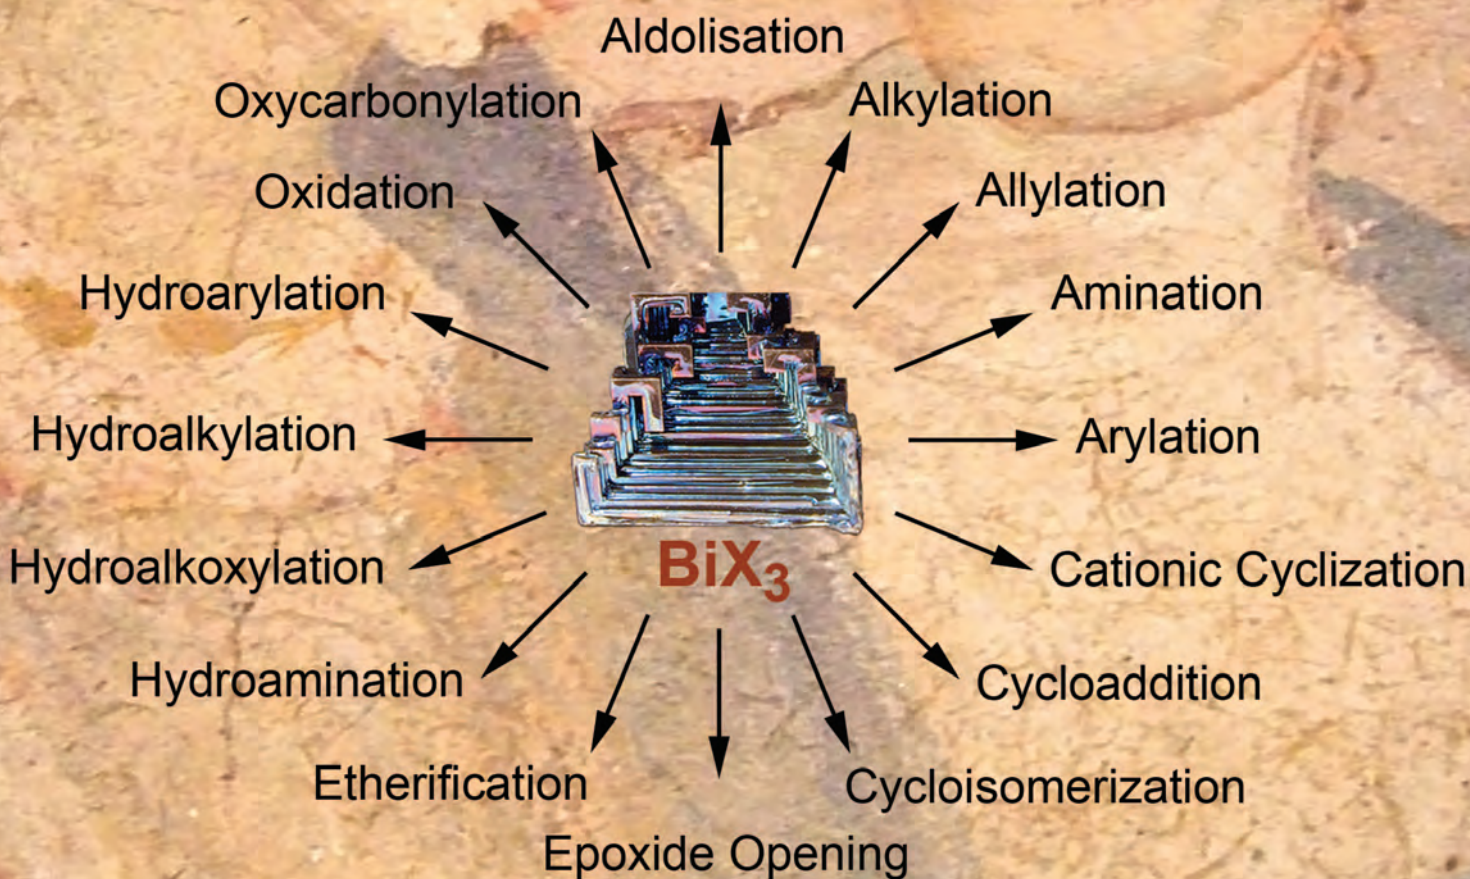 Aldolisation
Oxycarbonylation
Alkylation
Oxidation
Allylation
Hydroarylation
Amination
Hydroalkylation
Arylation
BiX₃
Hydroalkoxylation
Cationic Cyclization
Hydroamination
Cycloaddition
Etherification
Cycloisomerization
Epoxide Opening